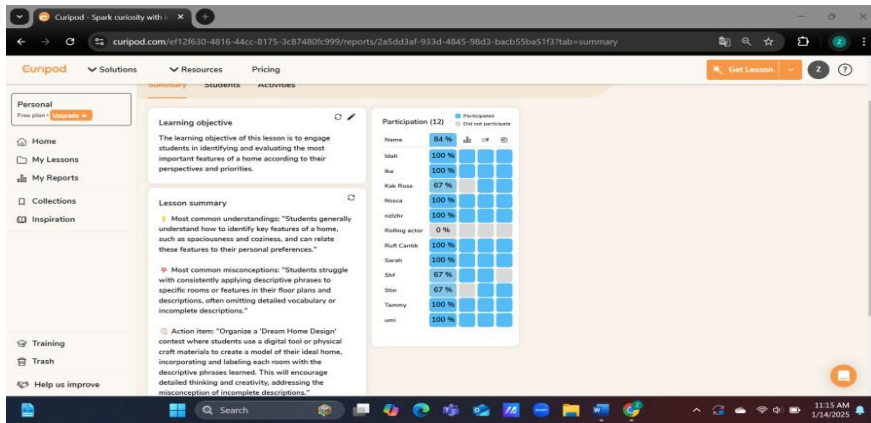 Curipod - Spark curiosity with i
curipod.com/ef12f630-4816-44cc-8175-3c87480fc999/reports/2a5dd3af-933d-4845-98d3-bacb55ba51f3?tab=summary
Curipod
Solutions
Resources
Pricing
Get Lesson
Z
Summary Students Activities
Personal
Free plan • Upgrade
Home
My Lessons
My Reports
Collections
Inspiration
Training
Trash
Help us improve
Learning objective
The learning objective of this lesson is to engage
students in identifying and evaluating the most
important features of a home according to their
perspectives and priorities.
Lesson summary
Most common understandings: "Students generally
understand how to identify key features of a home,
such as spaciousness and coziness, and can relate
these features to their personal preferences."
Most common misconceptions: "Students struggle
with consistently applying descriptive phrases to
specific rooms or features in their floor plans and
descriptions, often omitting detailed vocabulary or
incomplete descriptions."
Action item: "Organize a 'Dream Home Design'
contest where students use a digital tool or physical
craft materials to create a model of their ideal home,
incorporating and labeling each room with the
descriptive phrases learned. This will encourage
detailed thinking and creativity, addressing the
misconception of incomplete descriptions."
Participation (12)
Participated
Did not participate
Name 84 %
Idah 100 %
Ika 100 %
Kak Rose 67 %
Nissca 100 %
nzlzhr 100 %
Rolling actor 0 %
Rufi Cantik 100 %
Sarah 100 %
Shf 67 %
Stin 67 %
Tammy 100 %
umi 100 %
Search
11:15 AM
1/14/2025